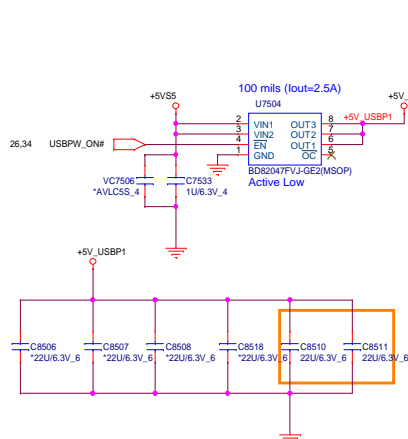 100 mils (Iout=2.5A)
+5VS5
U7504
+5V_
2 VIN1 OUT3 8 +5V_USBP1
3 VIN2 OUT2 7
26,34 USBPW_ON# 4 EN OUT1 6
1 GND OC 5
BD82047FVJ-GE2(MSOP)
Active Low
VC7506 C7533
*AVLC5S_4 1U/6.3V_4
+5V_USBP1
C8506 C8507 C8508 C8518 C8510 C8511
*22U/6.3V_6 *22U/6.3V_6 *22U/6.3V_6 *22U/6.3V_6 22U/6.3V_6 22U/6.3V_6